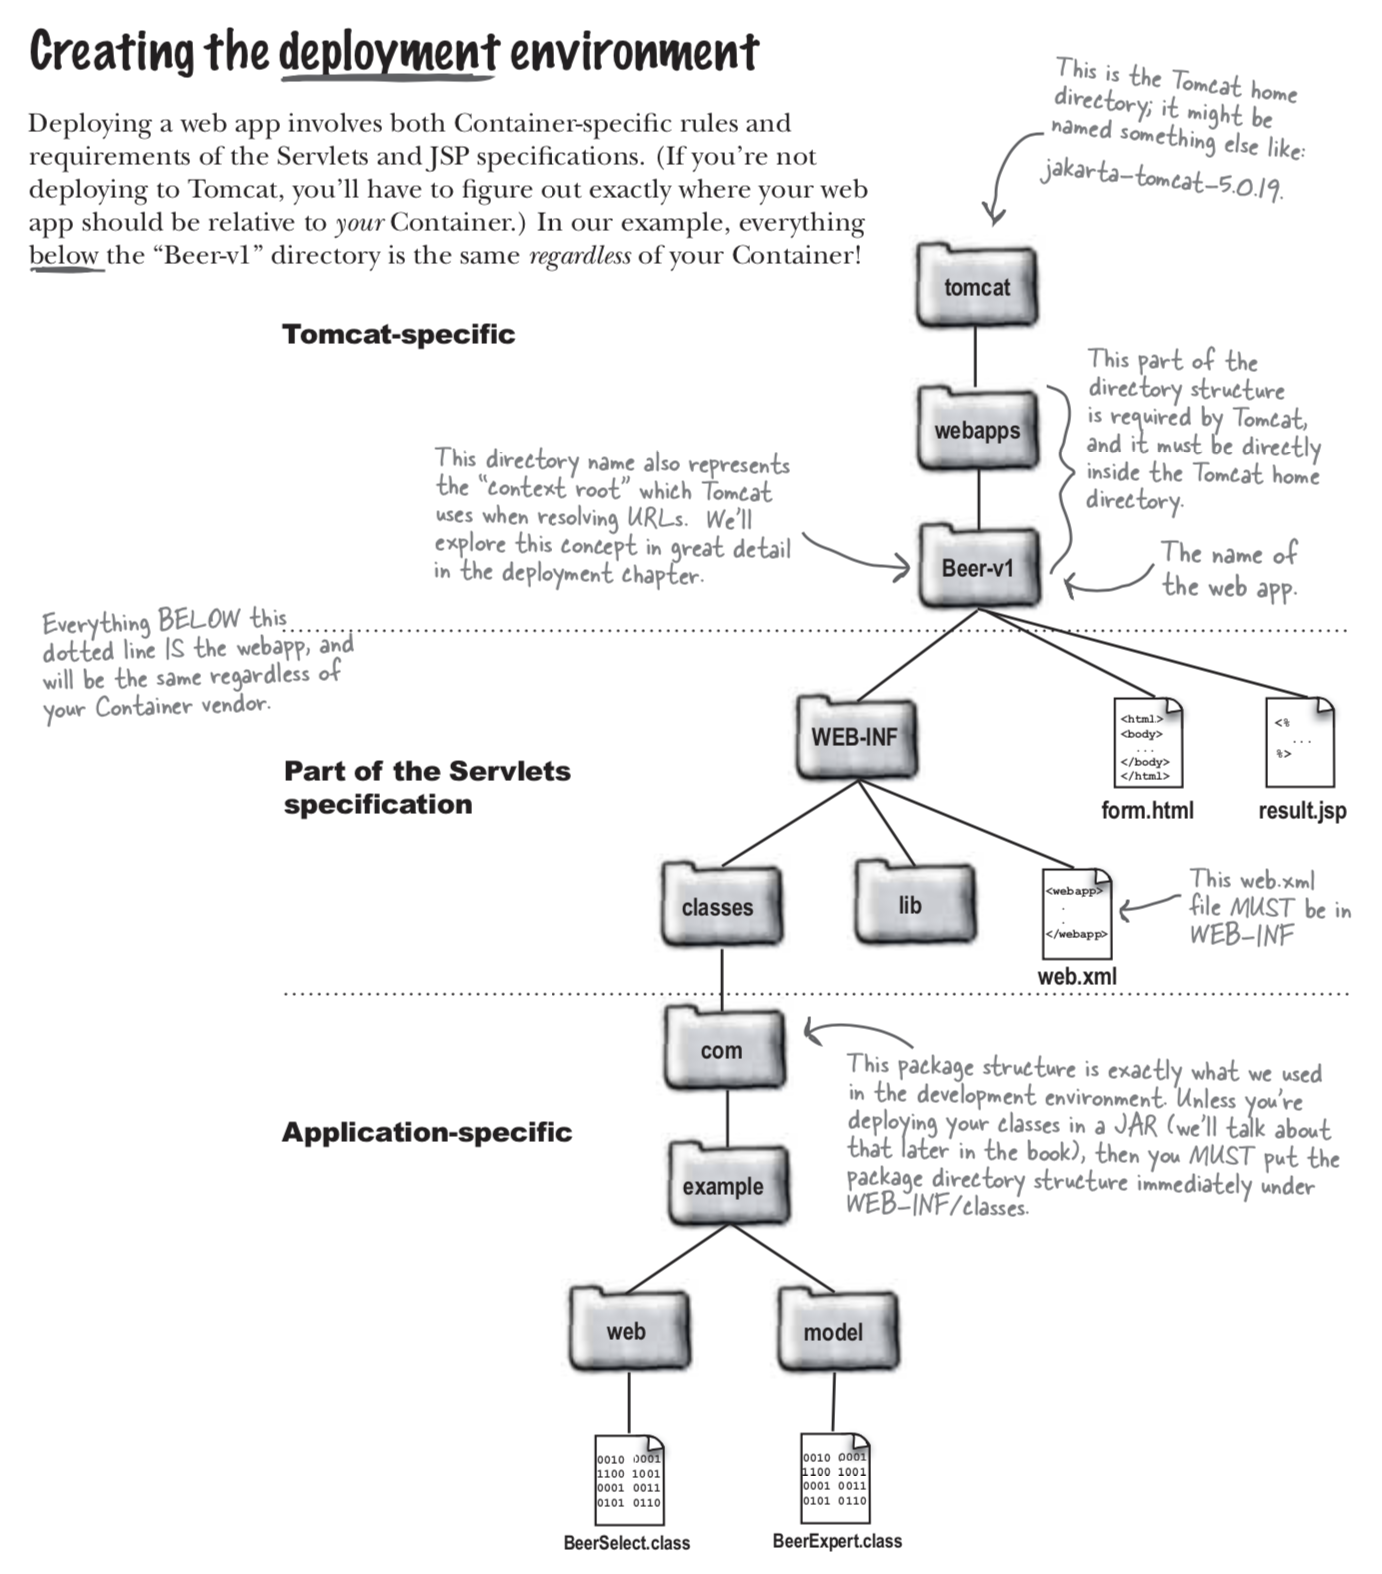 Creating the deployment environment
Deploying a web app involves both Container-specific rules and
requirements of the Servlets and JSP specifications. (If you're not
deploying to Tomcat, you'll have to figure out exactly where your web
app should be relative to your Container.) In our example, everything
below the “Beer-v1” directory is the same regardless of your Container!
This is the Tomcat home
directory; it might be
named something else like:
jakarta-tomcat-5.0.19.
tomcat
Tomcat-specific
webapps
This part of the
directory structure
is required by Tomcat,
and it must be directly
inside the Tomcat home
directory.
This directory name also represents
the “context root” which Tomcat
uses when resolving URLs. We'll
explore this concept in great detail
in the deployment chapter.
Beer-v1
The name of
the web app.
Everything BELOW this
dotted line IS the webapp, and
will be the same regardless of
your Container vendor.
WEB-INF
<html>
<body>
...
</body>
</html>
form.html
<%
...
%>
result.jsp
Part of the Servlets
specification
classes
lib
<webapp>
.
.
</webapp>
web.xml
This web.xml
file MUST be in
WEB-INF
com
This package structure is exactly what we used
in the development environment. Unless you're
deploying your classes in a JAR (we'll talk about
that later in the book), then you MUST put the
package directory structure immediately under
WEB-INF/classes.
Application-specific
example
web
model
0010 0001
1100 1001
0001 0011
0101 0110
BeerSelect.class
0010 0001
1100 1001
0001 0011
0101 0110
BeerExpert.class